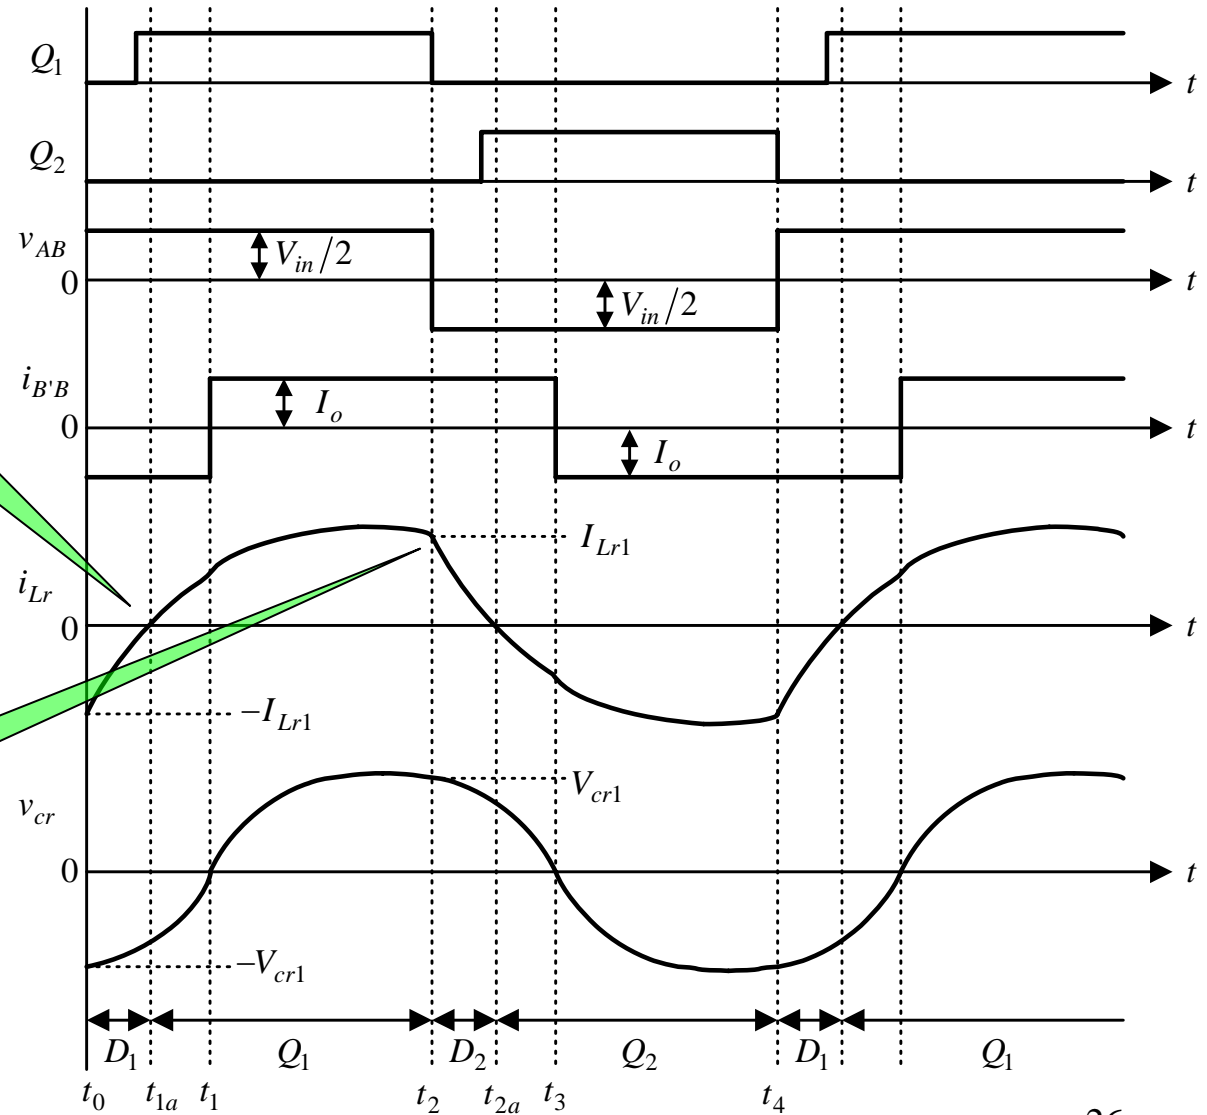 Q1
t
Q2
t
vAB
Vin/2
0
t
Vin/2
iB'B
Io
0
t
Io
ILr1
iLr
0
t
−ILr1
Vcr1
vcr
0
t
−Vcr1
D1 Q1 D2 Q2 D1 Q1
t0 t1a t1 t2 t2a t3 t4